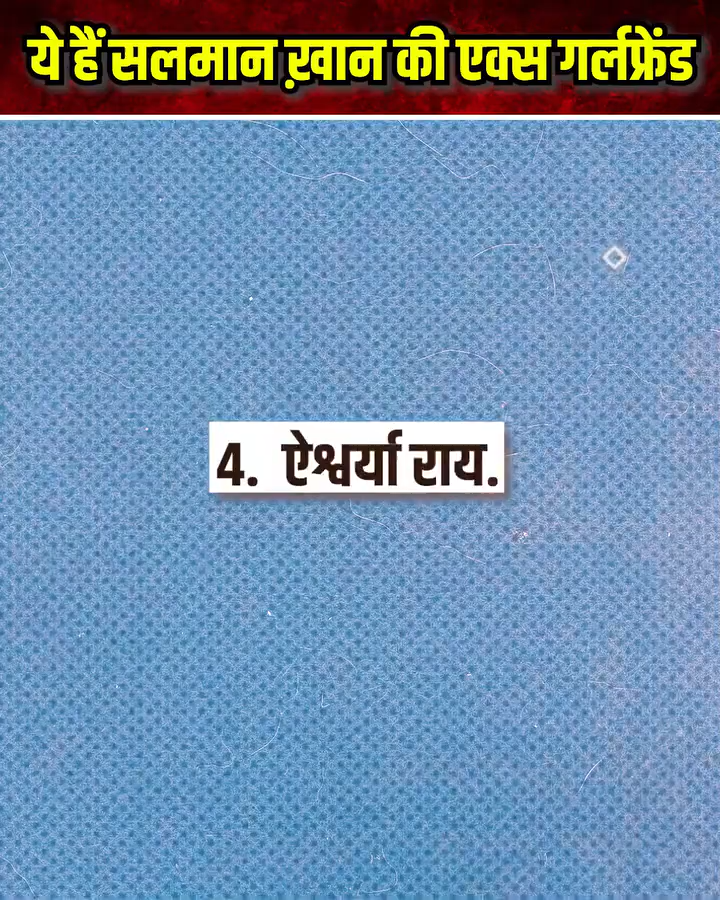 ये हैं सलमान ख़ान की एक्स गर्लफ्रेंड
4. ऐश्वर्या राय.